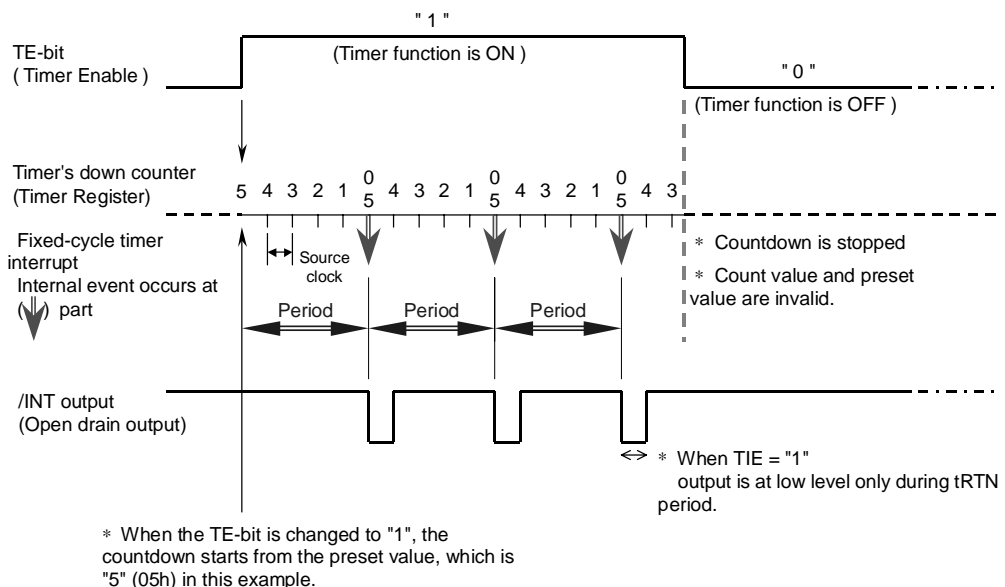 " 1 "
TE-bit
( Timer Enable )
(Timer function is ON )
" 0 "
(Timer function is OFF )
Timer's down counter
(Timer Register)
5 4 3 2 1 0 4 3 2 1 0 4 3 2 1 0 4 3
5 5 5
Fixed-cycle timer
interrupt
Internal event occurs at
( ) part
Source
clock
* Countdown is stopped
* Count value and preset
value are invalid.
Period Period Period
/INT output
(Open drain output)
* When TIE = "1"
output is at low level only during tRTN
period.
* When the TE-bit is changed to "1", the
countdown starts from the preset value, which is
"5" (05h) in this example.